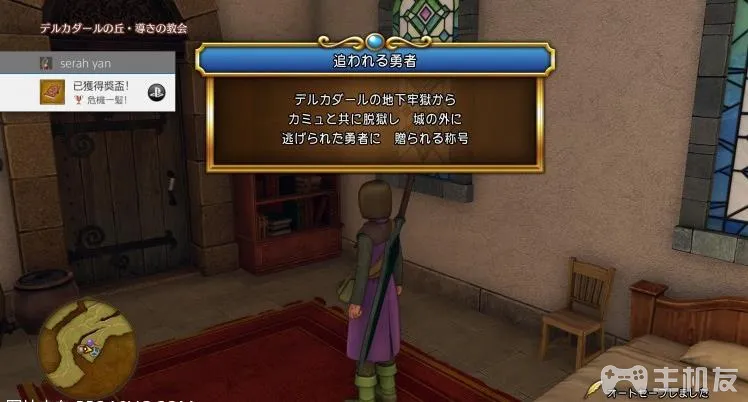 デルカダールの丘・導きの教会
serah yan
已獲得獎盃!
危機一髪!
追われる勇者
デルカダールの地下牢獄から
カミュと共に脱獄し 城の外に
逃げられた勇者に 贈られる称号
主机友
オートセーブしました